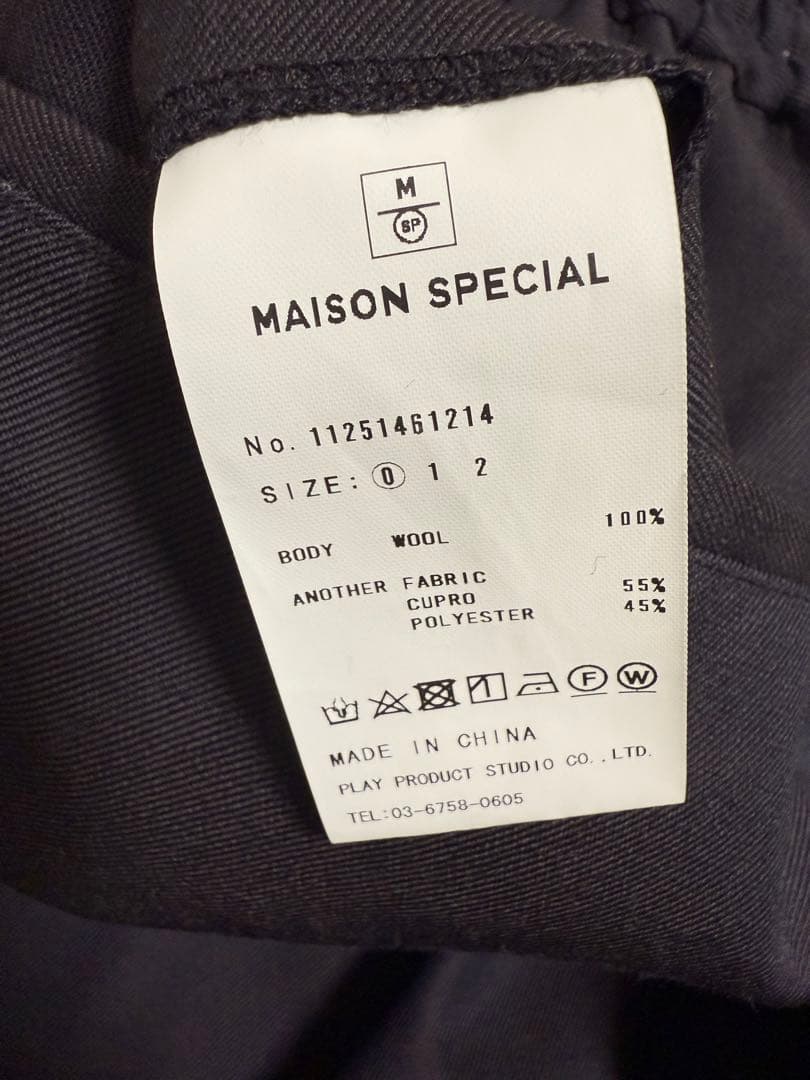 M
SP
MAISON SPECIAL
No. 11251461214
SIZE: 0 1 2
BODY WOOL 100%
ANOTHER FABRIC
CUPRO 55%
POLYESTER 45%
F W
MADE IN CHINA
PLAY PRODUCT STUDIO CO.,LTD.
TEL:03-6758-0605